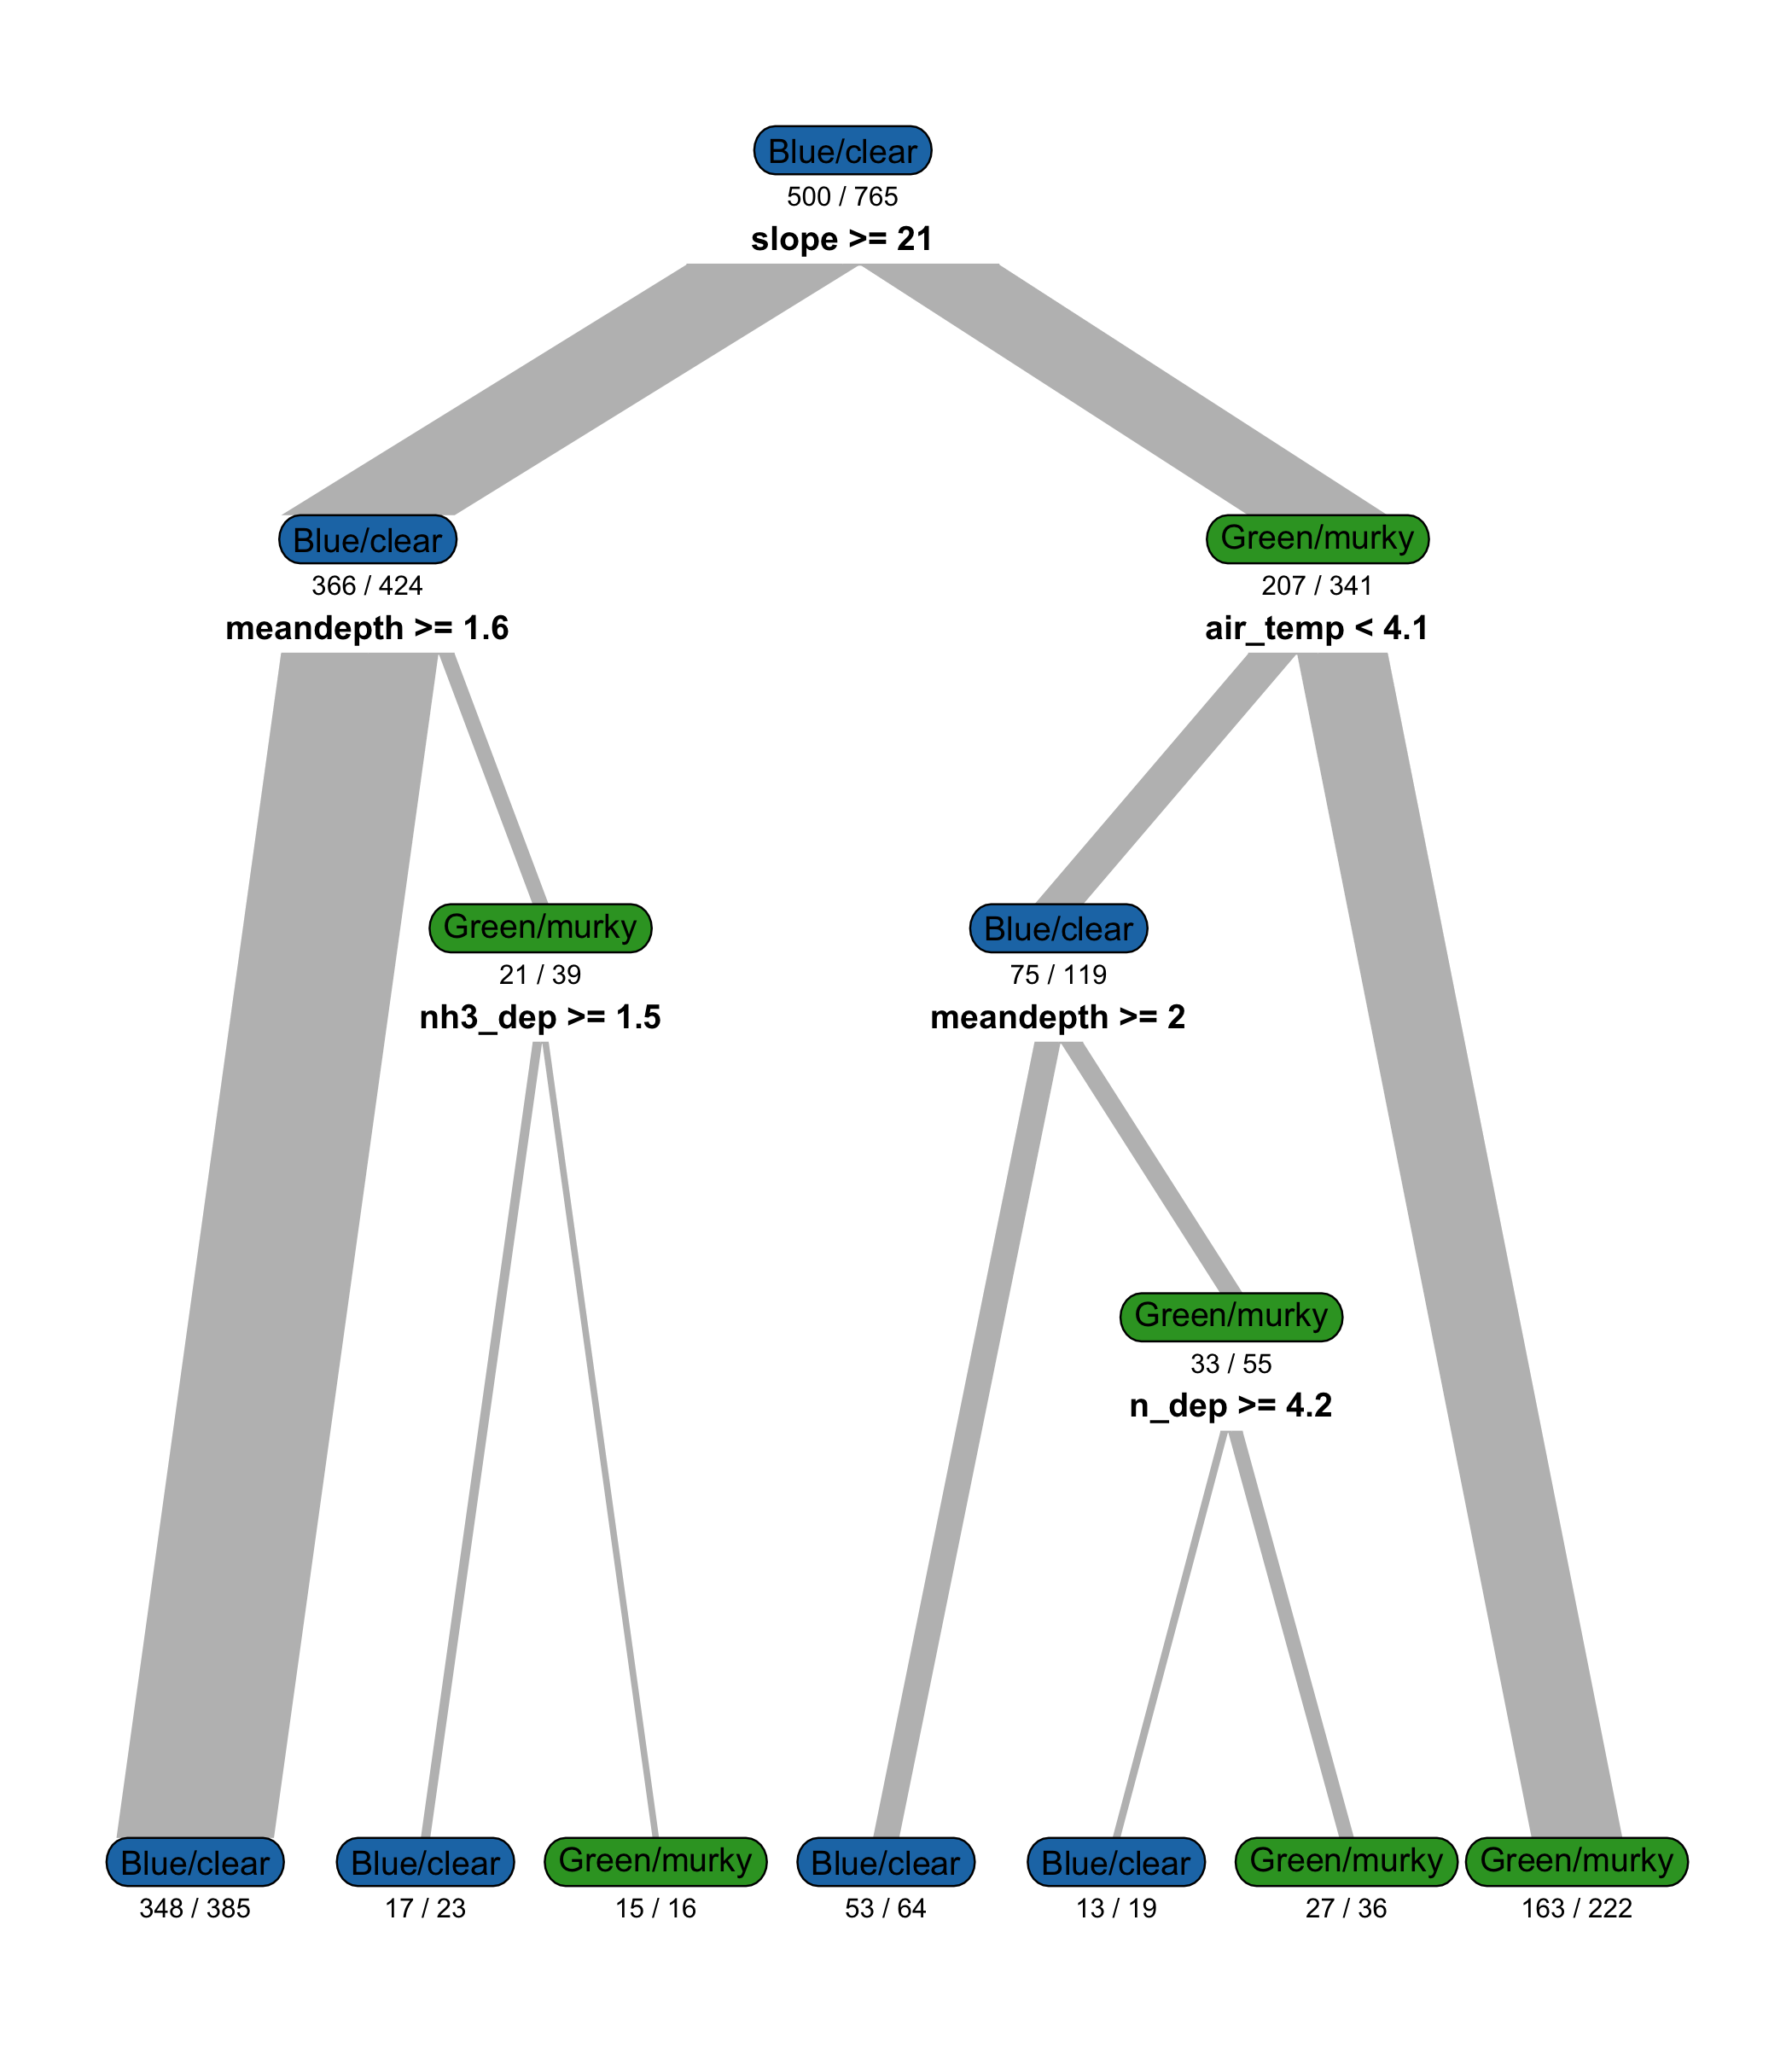 Blue/clear
500 / 765
slope >= 21
Blue/clear
366 / 424
meandepth >= 1.6
Green/murky
207 / 341
air_temp < 4.1
Green/murky
21 / 39
nh3_dep >= 1.5
Blue/clear
75 / 119
meandepth >= 2
Green/murky
33 / 55
n_dep >= 4.2
Blue/clear
348 / 385
Blue/clear
17 / 23
Green/murky
15 / 16
Blue/clear
53 / 64
Blue/clear
13 / 19
Green/murky
27 / 36
Green/murky
163 / 222